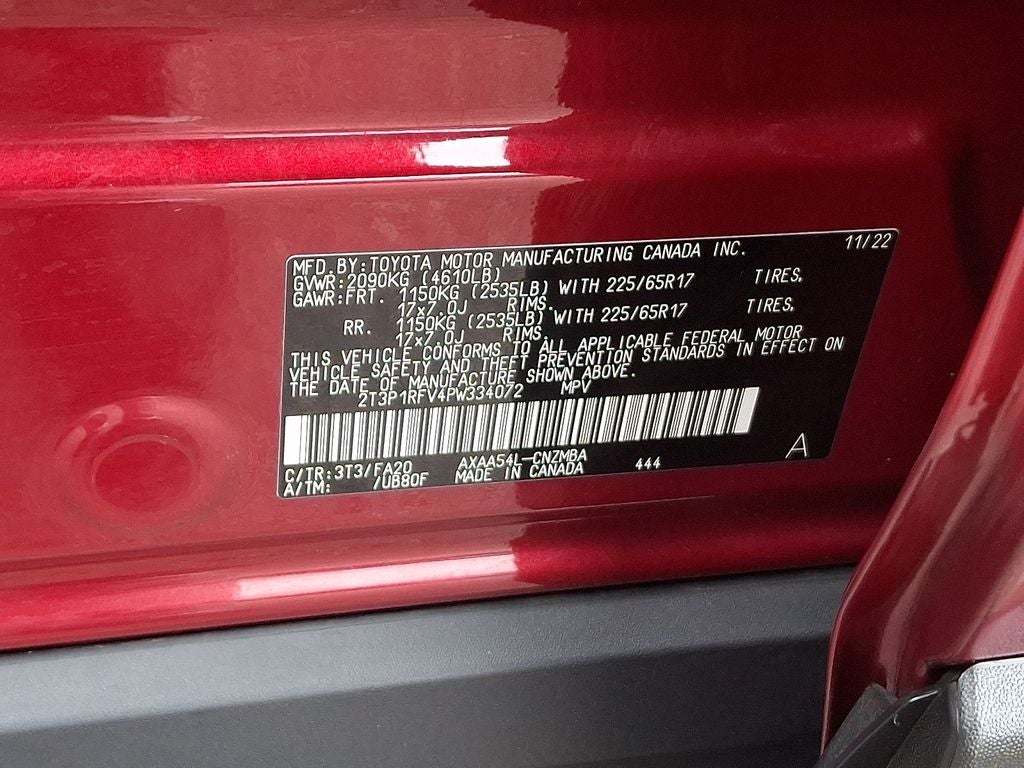 MFD.BY:TOYOTA MOTOR MANUFACTURING CANADA INC. 11/22
GVWR:2090KG (4610LB)
GAWR:FRT. 1150KG (2535LB) WITH 225/65R17 TIRES,
17x7.0J RIMS.
RR. 1150KG (2535LB) WITH 225/65R17 TIRES,
17x7.0J RIMS.
THIS VEHICLE CONFORMS TO ALL APPLICABLE FEDERAL MOTOR
VEHICLE SAFETY AND THEFT PREVENTION STANDARDS IN EFFECT ON
THE DATE OF MANUFACTURE SHOWN ABOVE.
2T3P1RFV4PW334072 MPV
C/TR:3T3/FA20 AXAA54L-CNZMBA 444 A
A/TM: /UB80F MADE IN CANADA